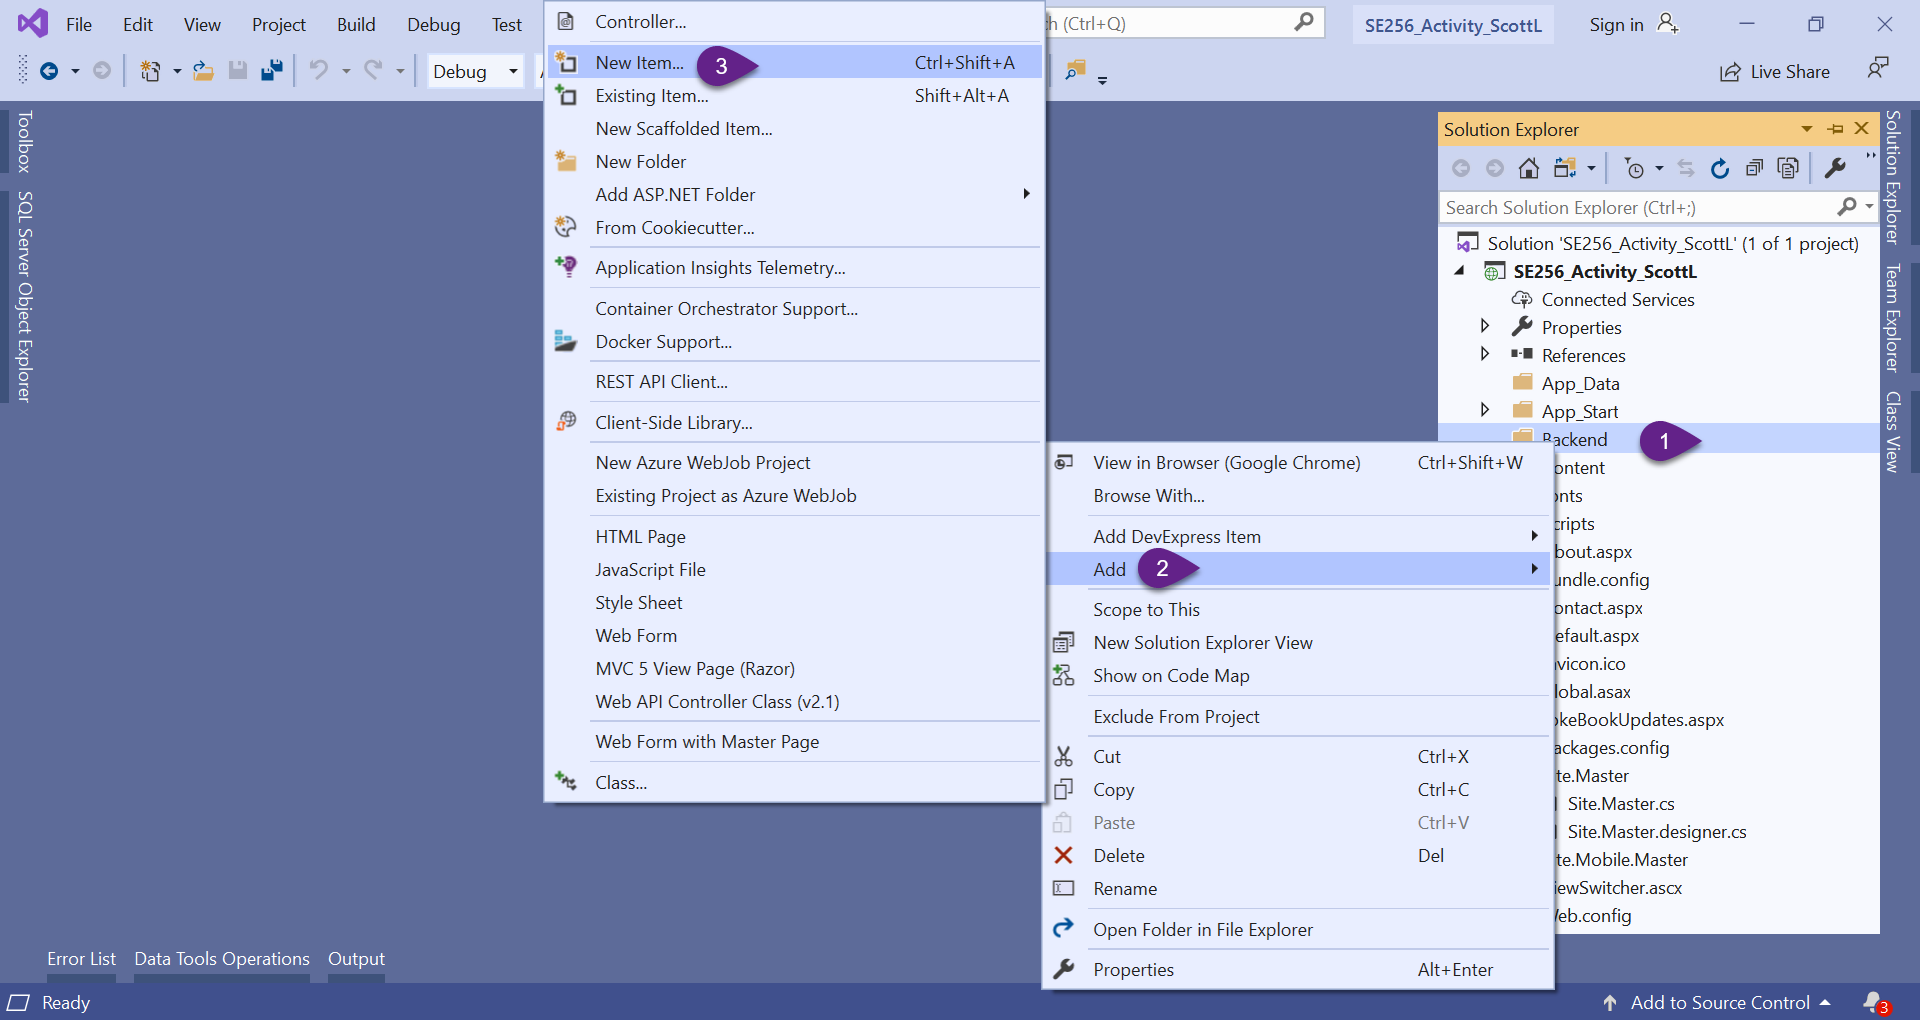 File Edit View Project Build Debug Test
ch (Ctrl+Q)
SE256_Activity_ScottL
Sign in
Debug
Live Share
Toolbox
SQL Server Object Explorer
Controller...
New Item... 3 Ctrl+Shift+A
Existing Item... Shift+Alt+A
New Scaffolded Item...
New Folder
Add ASP.NET Folder
From Cookiecutter...
Application Insights Telemetry...
Container Orchestrator Support...
Docker Support...
REST API Client...
Client-Side Library...
New Azure WebJob Project
Existing Project as Azure WebJob
HTML Page
JavaScript File
Style Sheet
Web Form
MVC 5 View Page (Razor)
Web API Controller Class (v2.1)
Web Form with Master Page
Class...
View in Browser (Google Chrome) Ctrl+Shift+W
Browse With...
Add DevExpress Item
Add 2
Scope to This
New Solution Explorer View
Show on Code Map
Exclude From Project
Cut Ctrl+X
Copy Ctrl+C
Paste Ctrl+V
Delete Del
Rename
Open Folder in File Explorer
Properties Alt+Enter
Solution Explorer
Search Solution Explorer (Ctrl+;)
Solution 'SE256_Activity_ScottL' (1 of 1 project)
SE256_Activity_ScottL
Connected Services
Properties
References
App_Data
App_Start
Backend 1
ontent
nts
cripts
bout.aspx
undle.config
ontact.aspx
efault.aspx
avicon.ico
lobal.asax
okeBookUpdates.aspx
ackages.config
te.Master
Site.Master.cs
Site.Master.designer.cs
te.Mobile.Master
iewSwitcher.ascx
eb.config
Solution Explorer
Team Explorer
Class View
Error List Data Tools Operations Output
Ready
Add to Source Control 3